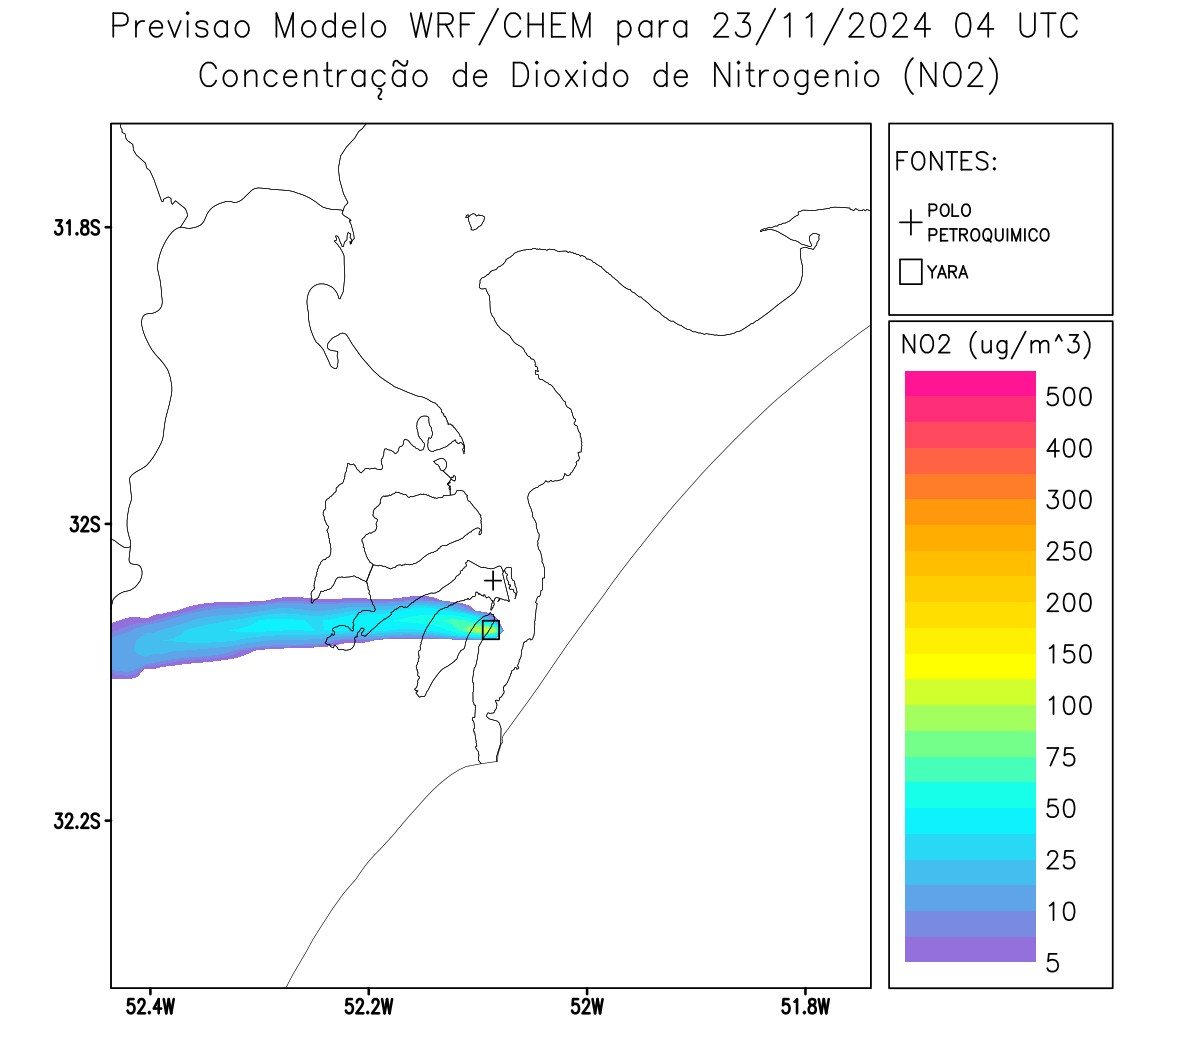 Previsao Modelo WRF/CHEM para 23/11/2024 04 UTC
Concentração de Dioxido de Nitrogenio (NO2)
FONTES:
POLO
PETROQUIMICO
YARA
NO2 (ug/m^3)
500
400
300
250
200
150
100
75
50
25
10
5
31.8S
32S
32.2S
52.4W
52.2W
52W
51.8W